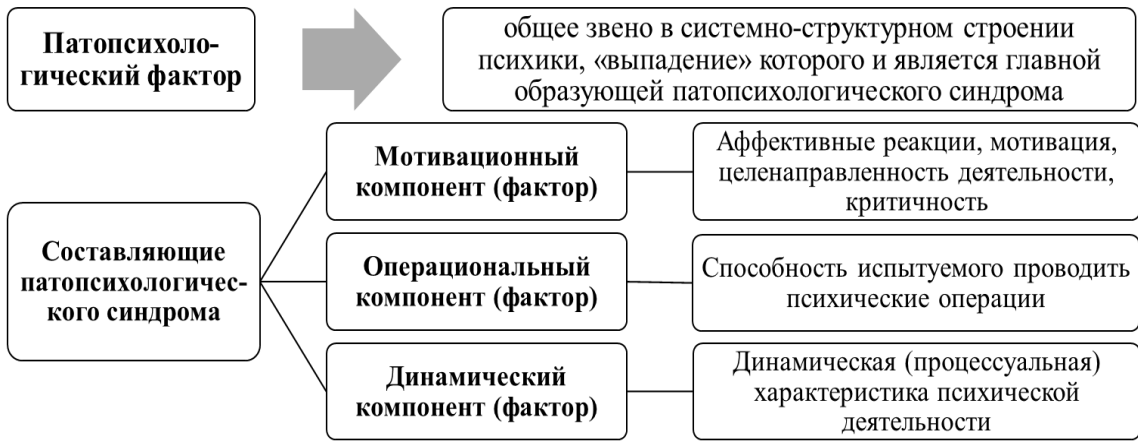 Патопсихоло-
гический фактор
общее звено в системно-структурном строении
психики, «выпадение» которого и является главной
образующей патопсихологического синдрома
Составляющие
патопсихологичес-
кого синдрома
Мотивационный
компонент (фактор)
Аффективные реакции, мотивация,
целенаправленность деятельности,
критичность
Операциональный
компонент (фактор)
Способность испытуемого проводить
психические операции
Динамический
компонент (фактор)
Динамическая (процессуальная)
характеристика психической
деятельности